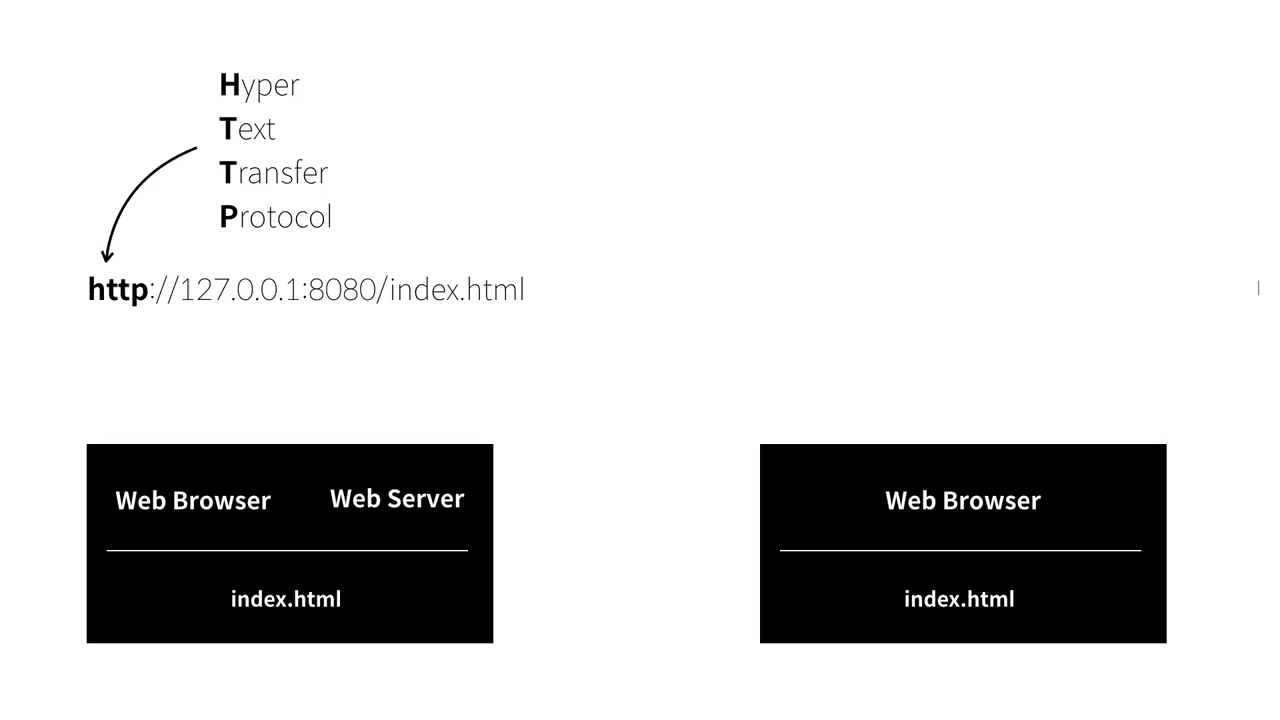 Hyper
Text
Transfer
Protocol
http://127.0.0.1:8080/index.html
Web Browser Web Server
index.html
Web Browser
index.html